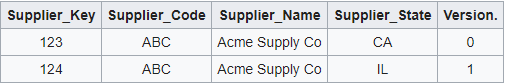 Supplier_Key Supplier_Code Supplier_Name Supplier_State Version.
123 ABC Acme Supply Co CA 0
124 ABC Acme Supply Co IL 1